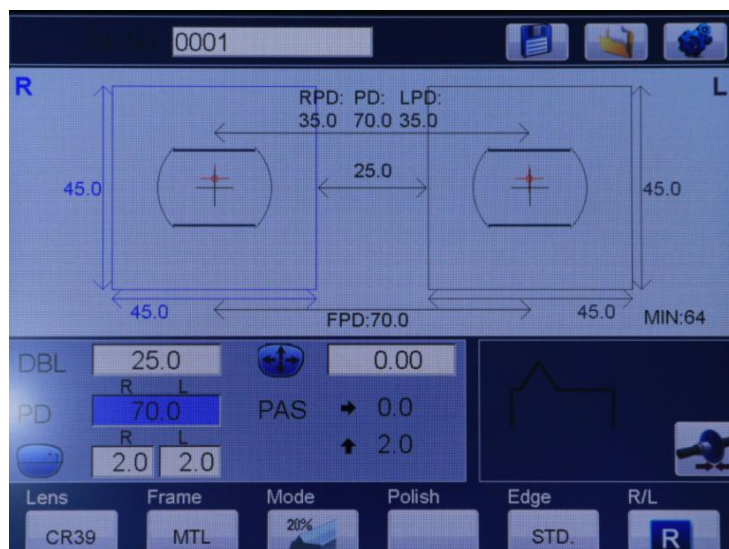 Job No. 0001
R
L
RPD: PD: LPD:
35.0 70.0 35.0
25.0
45.0
45.0
45.0
45.0
FPD:70.0
MIN:64
DBL 25.0
0.00
R L
PD 70.0
PAS 0.0
R L
2.0 2.0
2.0
Lens Frame Mode Polish Edge R/L
CR39 MTL 20% STD. R